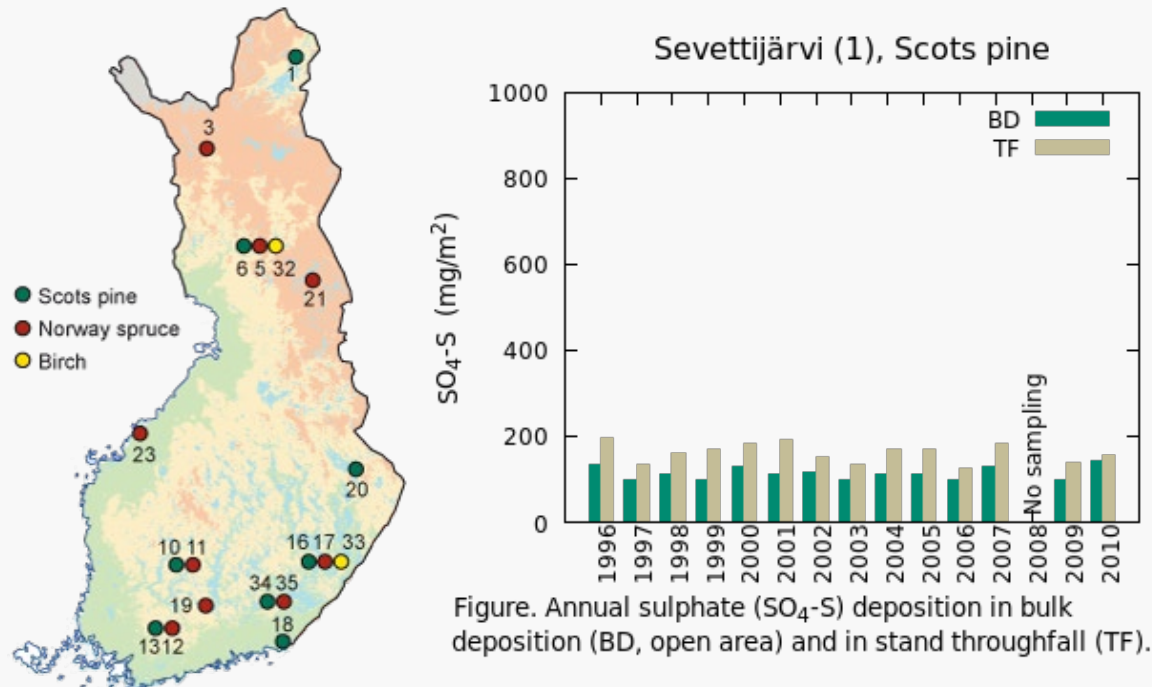 1
3
6 5 32
21
Scots pine
Norway spruce
Birch
23
20
10 11
16 17 33
34 35
19
18
1312
Sevettijärvi (1), Scots pine
SO₄-S (mg/m²)
1000
800
600
400
200
0
BD
TF
No sampling
1996
1997
1998
1999
2000
2001
2002
2003
2004
2005
2006
2007
2008
2009
2010
Figure. Annual sulphate (SO₄-S) deposition in bulk
deposition (BD, open area) and in stand throughfall (TF).